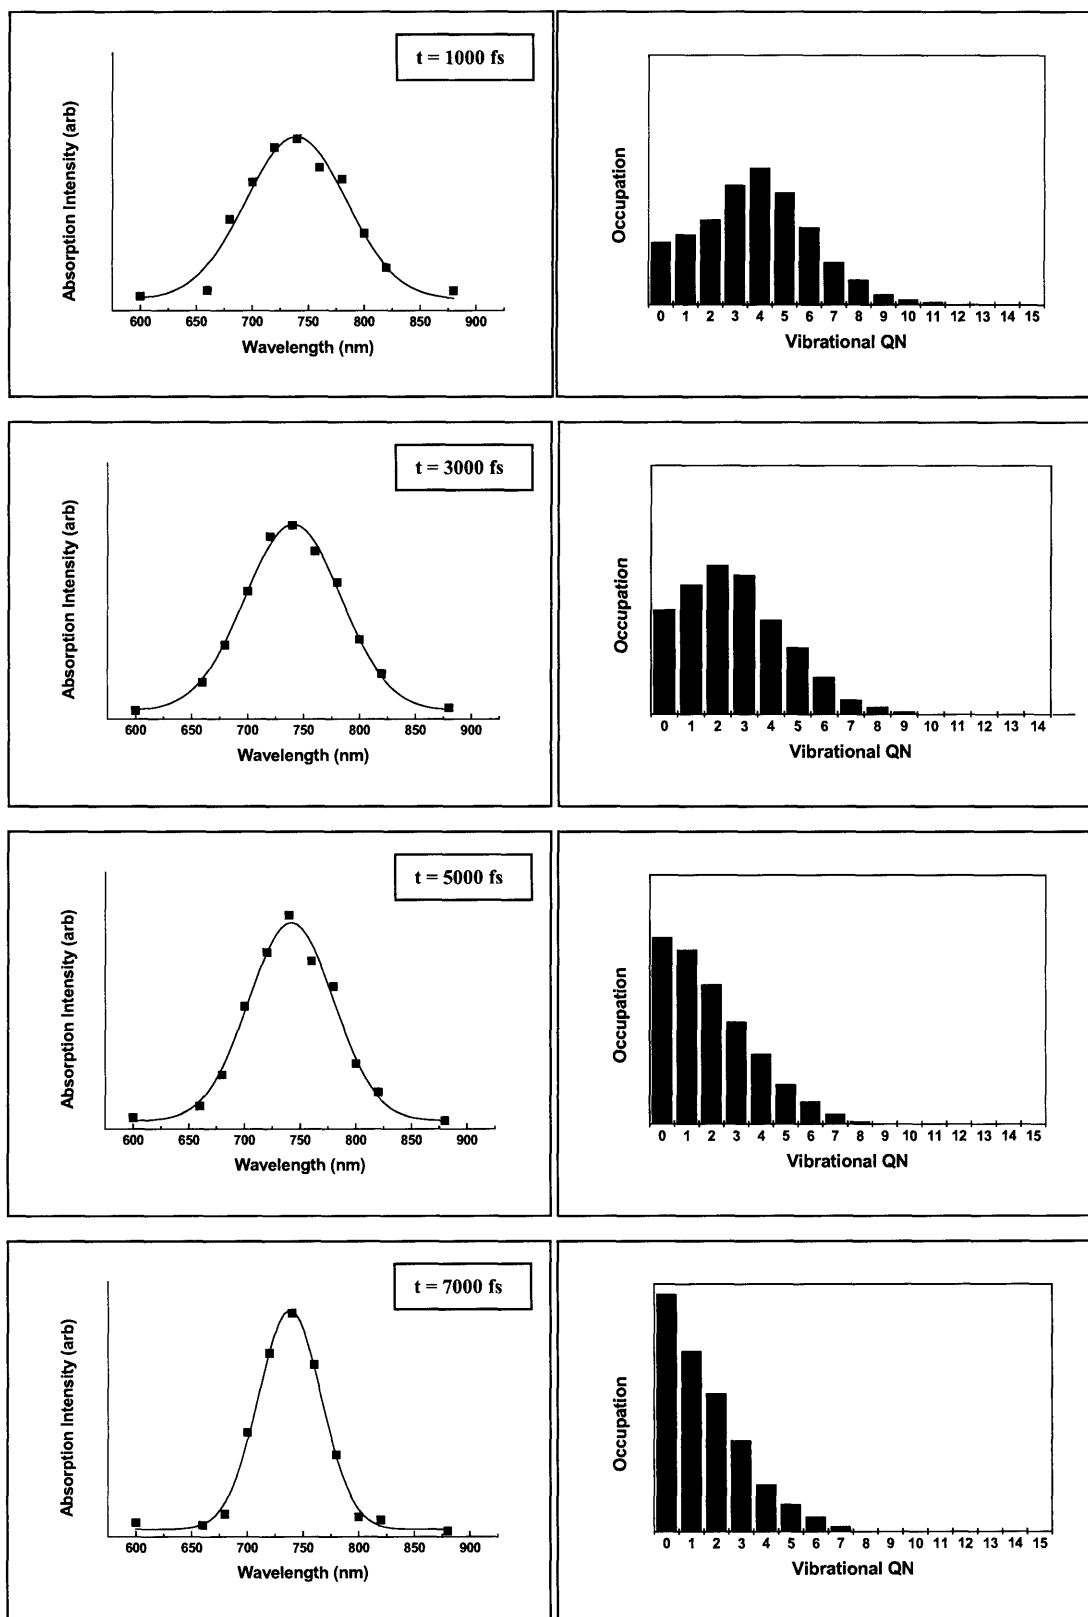 t = 1000 fs
Absorption Intensity (arb)
600 650 700 750 800 850 900
Wavelength (nm)
Occupation
0 1 2 3 4 5 6 7 8 9 10 11 12 13 14 15
Vibrational QN
t = 3000 fs
Absorption Intensity (arb)
600 650 700 750 800 850 900
Wavelength (nm)
Occupation
0 1 2 3 4 5 6 7 8 9 10 11 12 13 14
Vibrational QN
t = 5000 fs
Absorption Intensity (arb)
600 650 700 750 800 850 900
Wavelength (nm)
Occupation
0 1 2 3 4 5 6 7 8 9 10 11 12 13 14 15
Vibrational QN
t = 7000 fs
Absorption Intensity (arb)
600 650 700 750 800 850 900
Wavelength (nm)
Occupation
0 1 2 3 4 5 6 7 8 9 10 11 12 13 14 15
Vibrational QN